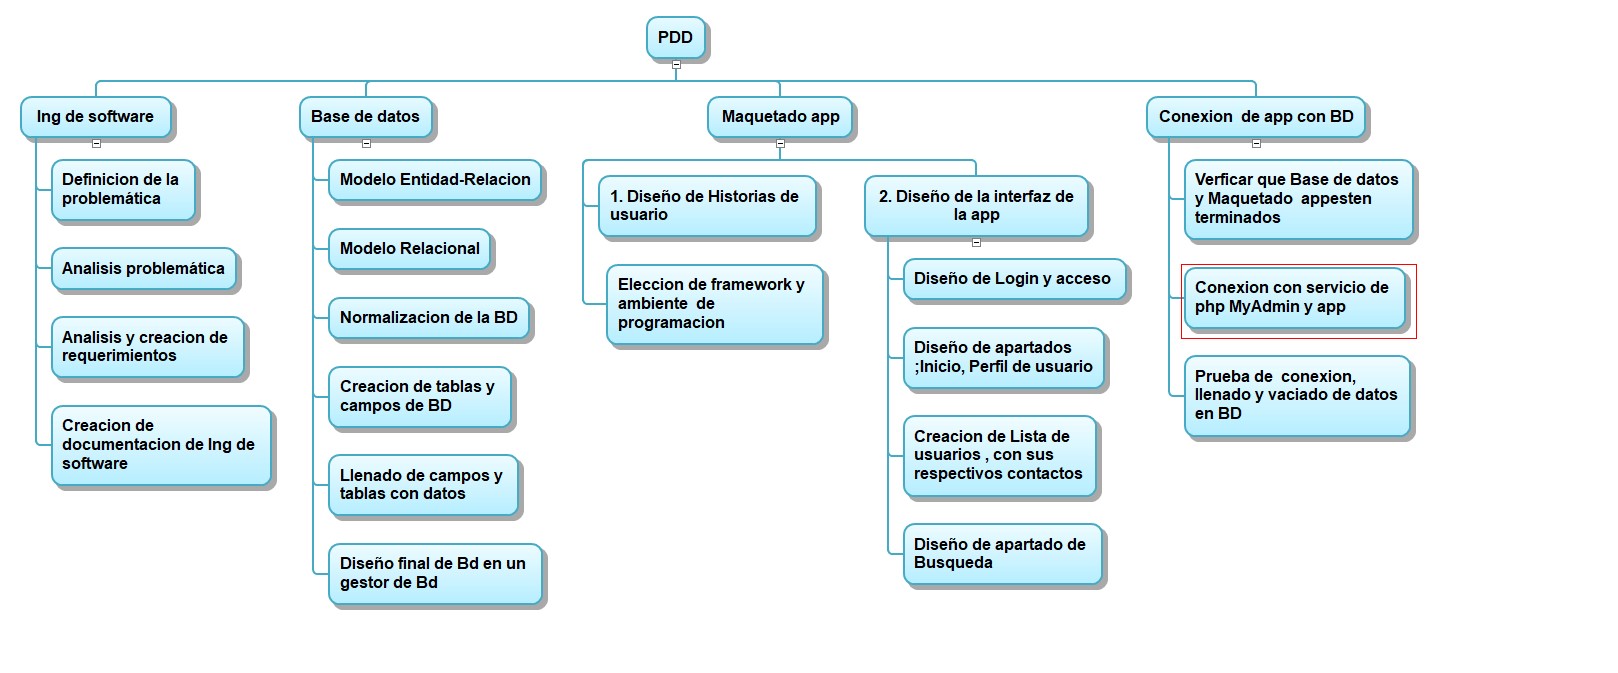 PDD
Ing de software
Definicion de la
problemática
Analisis problemática
Analisis y creacion de
requerimientos
Creacion de
documentacion de Ing de
software
Base de datos
Modelo Entidad-Relacion
Modelo Relacional
Normalizacion de la BD
Creacion de tablas y
campos de BD
Llenado de campos y
tablas con datos
Diseño final de Bd en un
gestor de Bd
Maquetado app
1. Diseño de Historias de
usuario
Eleccion de framework y
ambiente de
programacion
2. Diseño de la interfaz de
la app
Diseño de Login y acceso
Diseño de apartados
;Inicio, Perfil de usuario
Creacion de Lista de
usuarios , con sus
respectivos contactos
Diseño de apartado de
Busqueda
Conexion de app con BD
Verficar que Base de datos
y Maquetado appesten
terminados
Conexion con servicio de
php MyAdmin y app
Prueba de conexion,
llenado y vaciado de datos
en BD